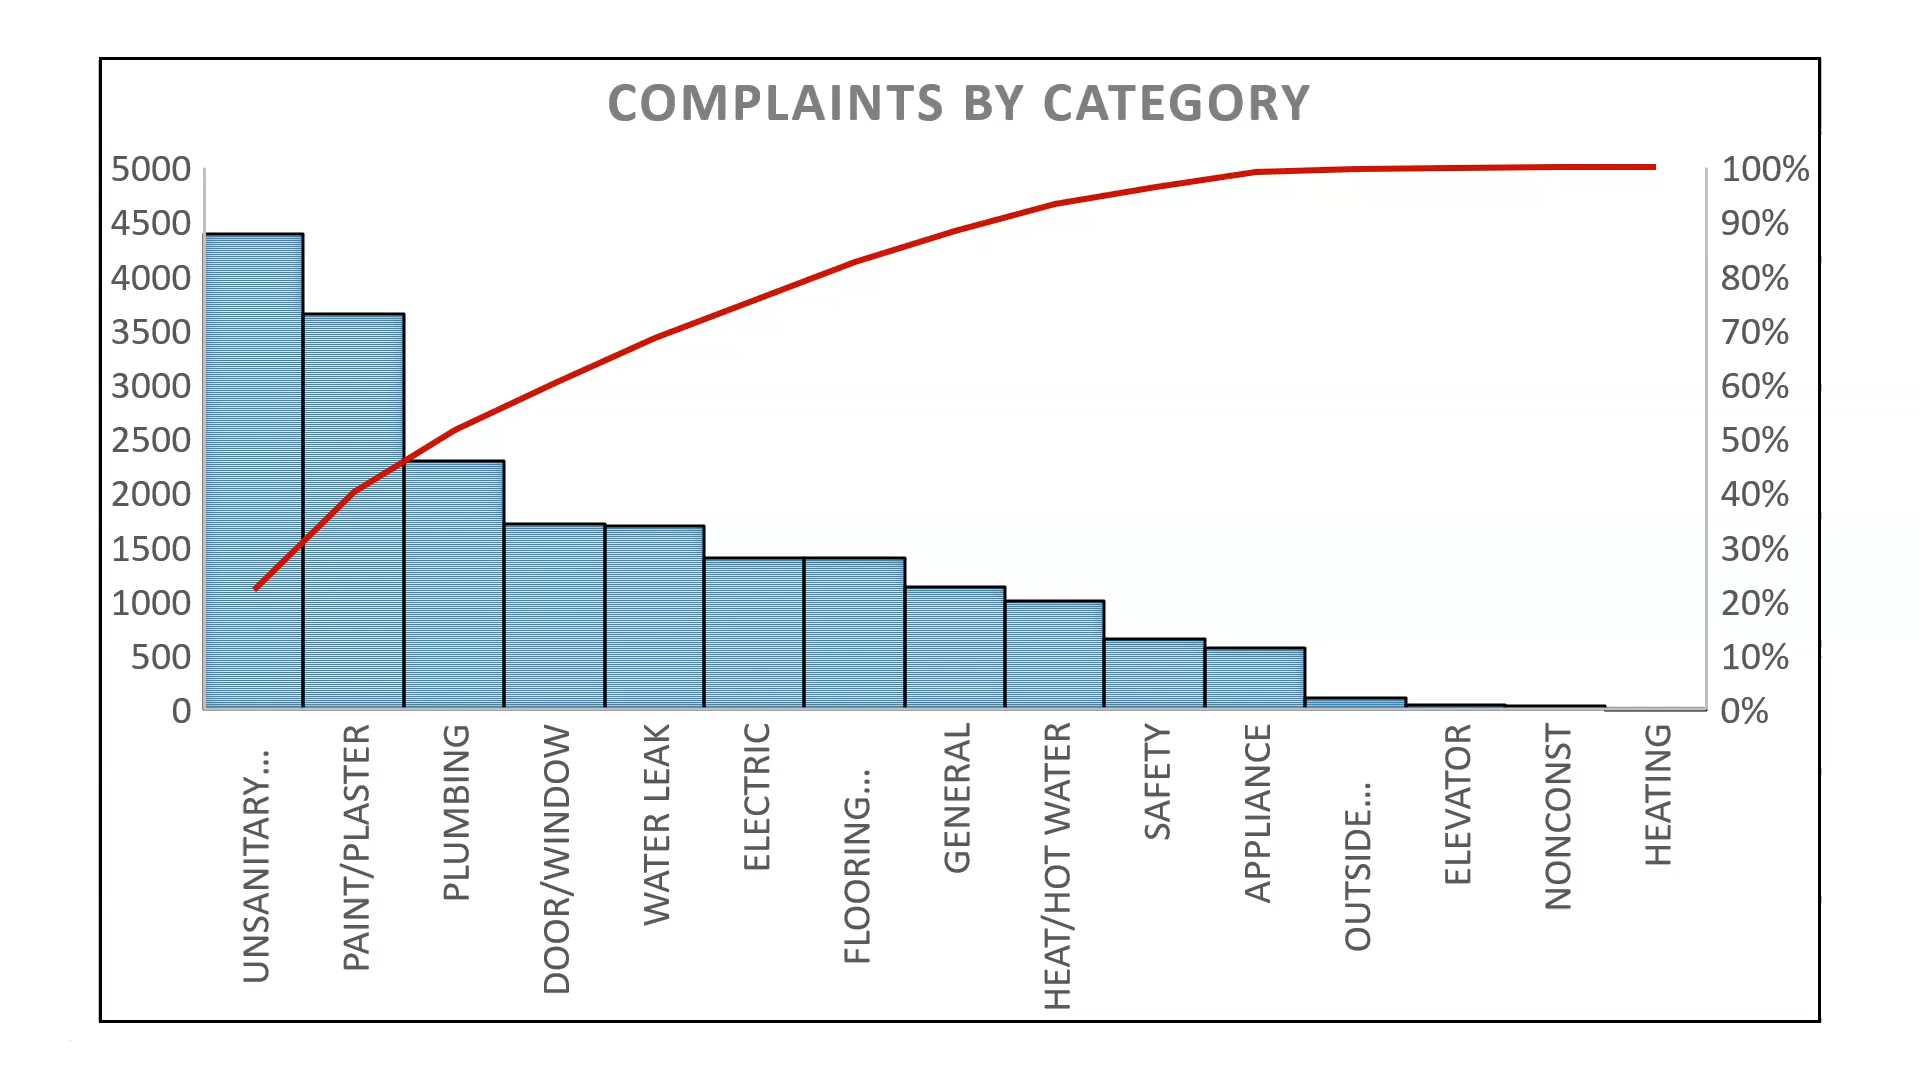 COMPLAINTS BY CATEGORY
5000
4500
4000
3500
3000
2500
2000
1500
1000
500
0
100%
90%
80%
70%
60%
50%
40%
30%
20%
10%
0%
UNSANITARY...
PAINT/PLASTER
PLUMBING
DOOR/WINDOW
WATER LEAK
ELECTRIC
FLOORING...
GENERAL
HEAT/HOT WATER
SAFETY
APPLIANCE
OUTSIDE...
ELEVATOR
NONCONST
HEATING